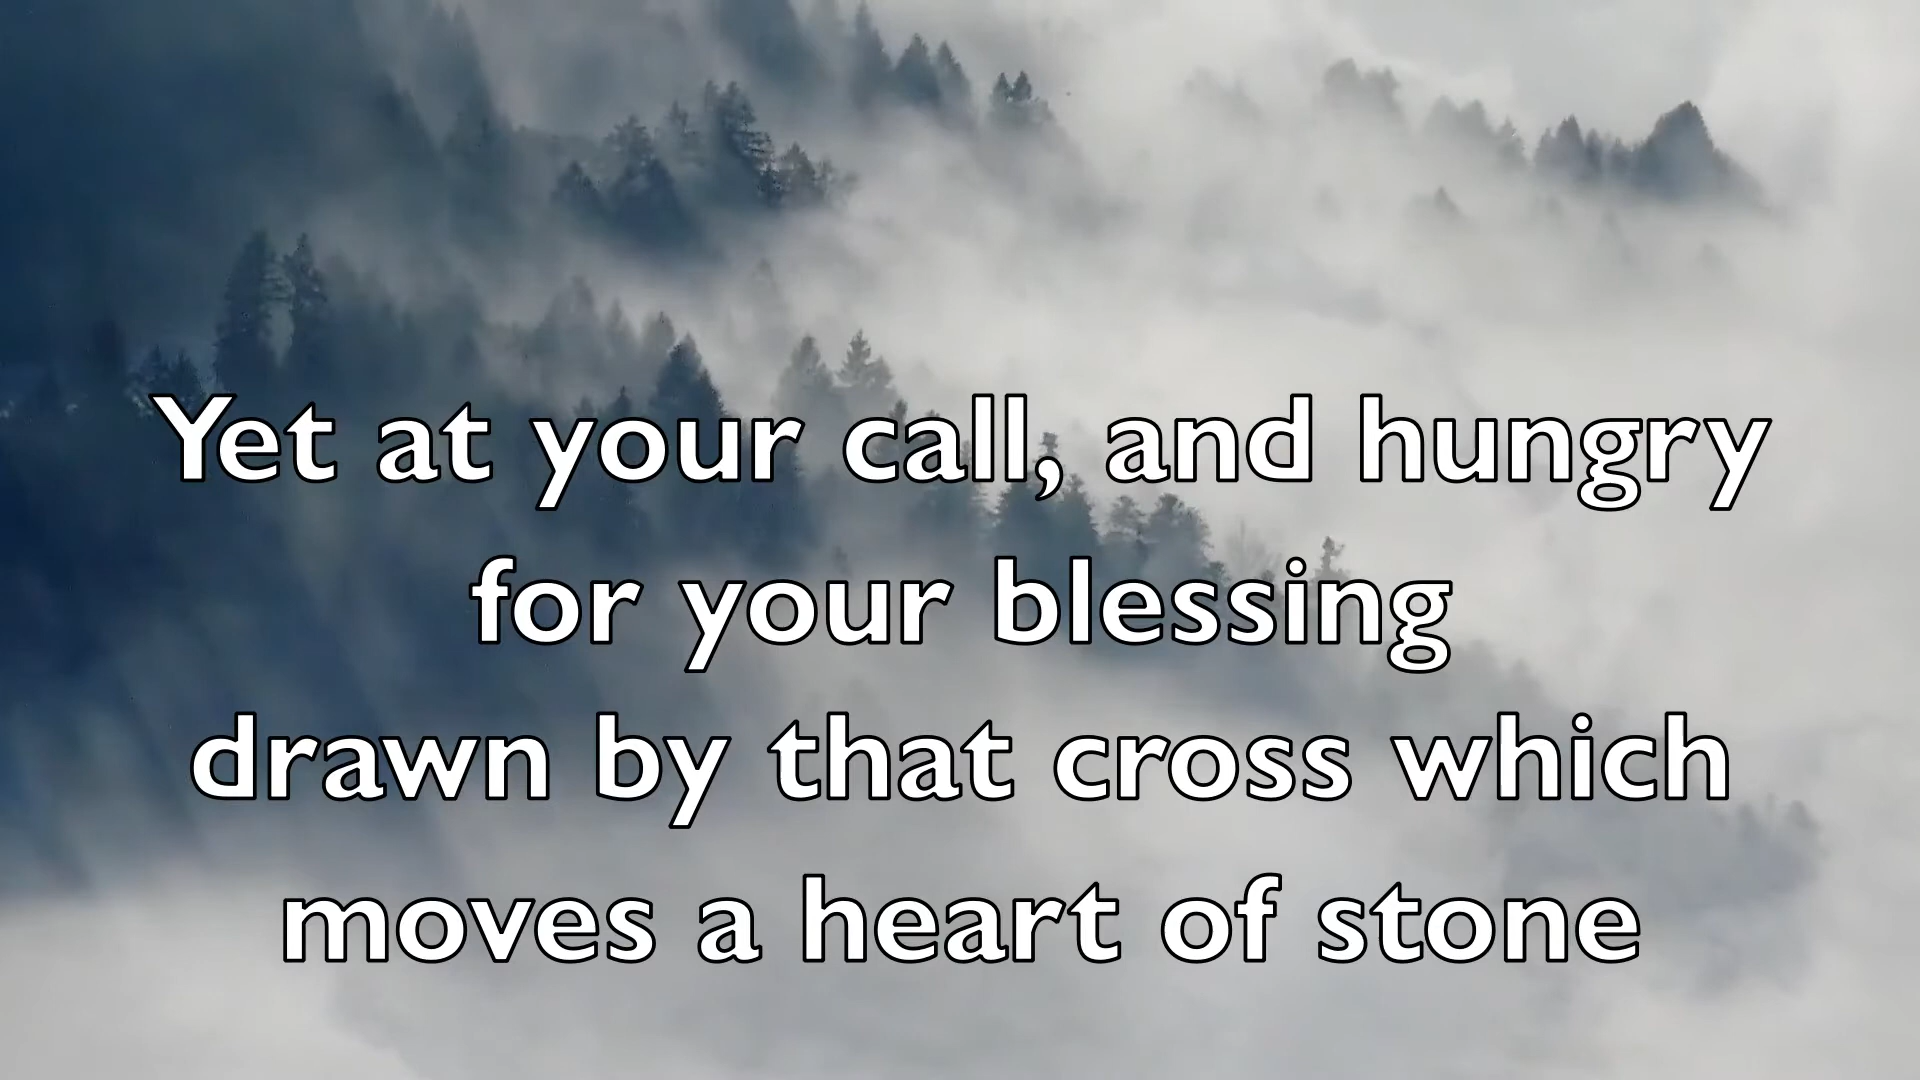 Yet at your call, and hungry
for your blessing
drawn by that cross which
moves a heart of stone